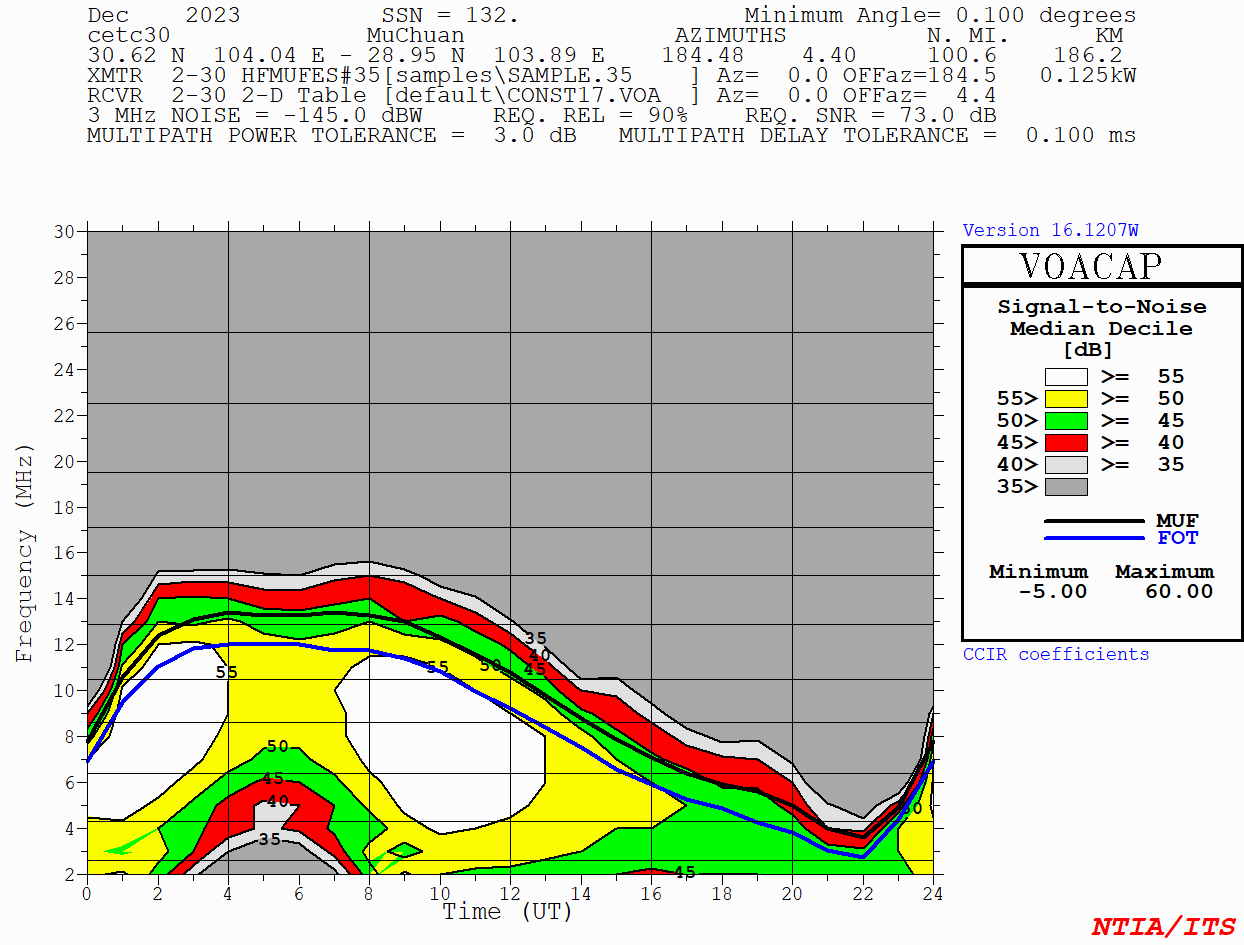 Dec 2023 SSN = 132. Minimum Angle= 0.100 degrees
cetc30 MuChuan AZIMUTHS N. MI. KM
30.62 N 104.04 E - 28.95 N 103.89 E 184.48 4.40 100.6 186.2
XMTR 2-30 HFMUFES#35[samples\SAMPLE.35 ] Az= 0.0 OFFaz=184.5 0.125kW
RCVR 2-30 2-D Table [default\CONST17.VOA ] Az= 0.0 OFFaz= 4.4
3 MHz NOISE = -145.0 dBW REQ. REL = 90% REQ. SNR = 73.0 dB
MULTIPATH POWER TOLERANCE = 3.0 dB MULTIPATH DELAY TOLERANCE = 0.100 ms
Version 16.1207W
VOACAP
Signal-to-Noise
Median Decile
[dB]
>= 55
55> >= 50
50> >= 45
45> >= 40
40> >= 35
35>
MUF
FOT
Minimum Maximum
-5.00 60.00
CCIR coefficients
Frequency (MHz)
30
28
26
24
22
20
18
16
14
12
10
8
6
4
2
35
40
45
50
55
55
50
45
40
35
50
45
0 2 4 6 8 10 12 14 16 18 20 22 24
Time (UT)
NTIA/ITS